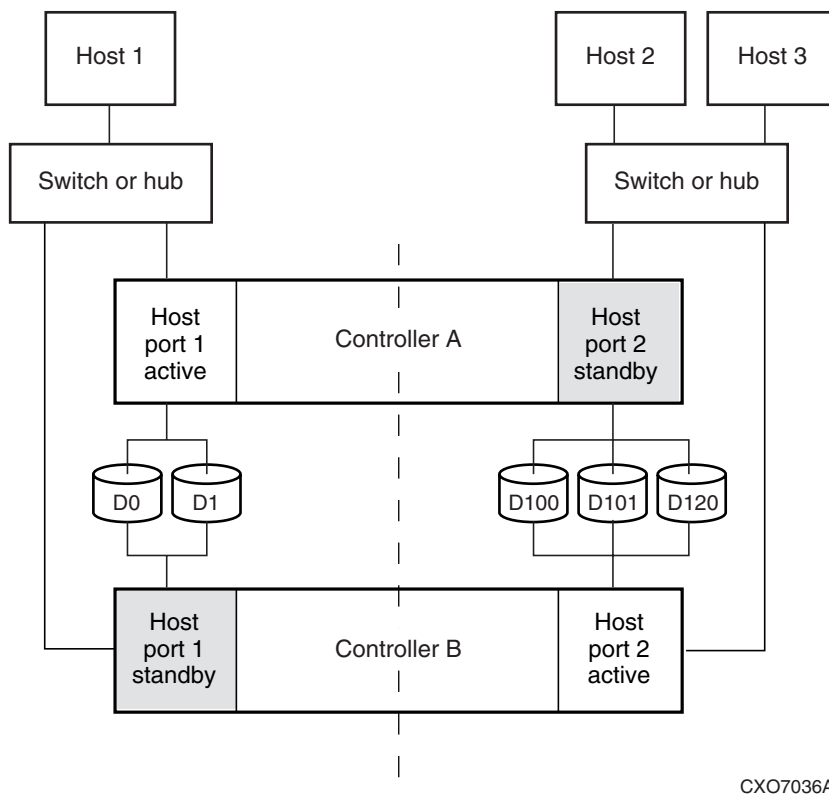 Host 1
Host 2
Host 3
Switch or hub
Switch or hub
Host
port 1
active
Controller A
Host
port 2
standby
D0
D1
D100
D101
D120
Host
port 1
standby
Controller B
Host
port 2
active
CXO7036A